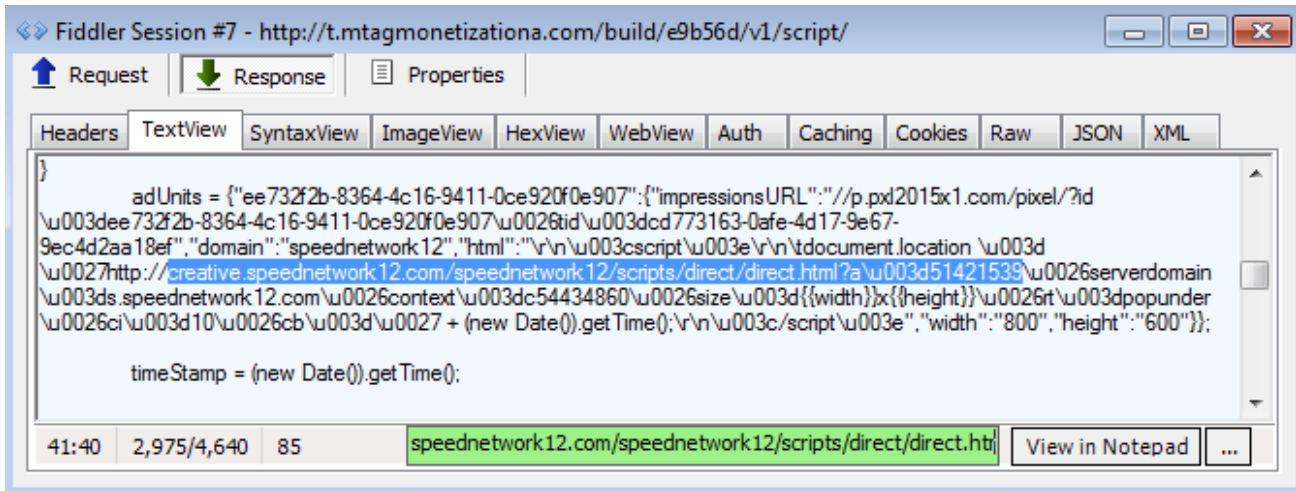 Fiddler Session #7 - http://t.mtagmonetizationa.com/build/e9b56d/v1/script/
Request Response Properties
Headers TextView SyntaxView ImageView HexView WebView Auth Caching Cookies Raw JSON XML
}
adUnits = {"ee732f2b-8364-4c16-9411-0ce920f0e907":{"impressionsURL":"//p.pxl2015x1.com/pixel/?id
\u003dee732f2b-8364-4c16-9411-0ce920f0e907\u0026tid\u003dcd773163-0afe-4d17-9e67-
9ec4d2aa18ef","domain":"speednetwork12","html":"\r\n\u003cscript\u003e\r\n\tdocument.location \u003d
\u0027http://creative.speednetwork12.com/speednetwork12/scripts/direct/direct.html?a\u003d51421539\u0026serverdomain
\u003ds.speednetwork12.com\u0026context\u003dc54434860\u0026size\u003d{{width}}x{{height}}\u0026rt\u003dpopunder
\u0026ci\u003d10\u0026cb\u003d\u0027 + (new Date()).getTime();\r\n\u003c/script\u003e","width":"800","height":"600"}};
timeStamp = (new Date()).getTime();
41:40 2,975/4,640 85 speednetwork12.com/speednetwork12/scripts/direct/direct.htm View in Notepad ...